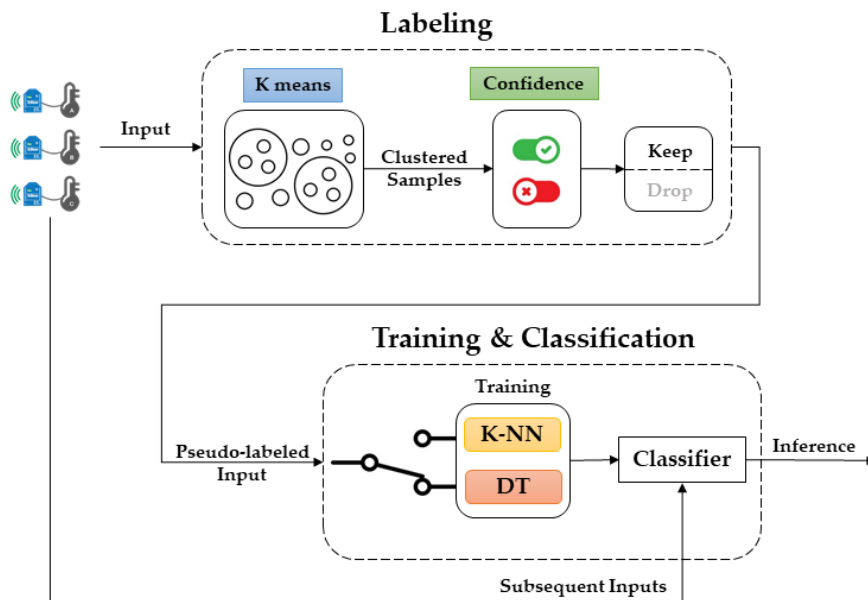 Labeling
K means
Confidence
A
B
C
Input
Clustered
Samples
Keep
Drop
Training & Classification
Training
K-NN
DT
Pseudo-labeled
Input
Classifier
Inference
Subsequent Inputs